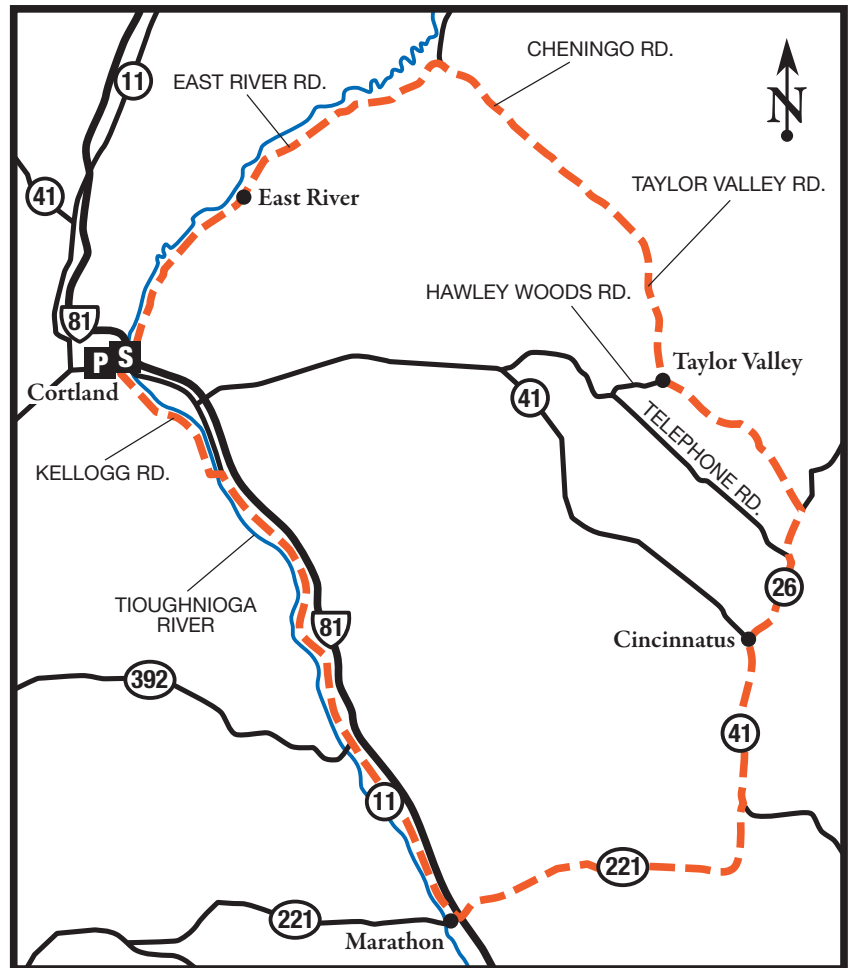 CHENINGO RD.
11
EAST RIVER RD.
N
41
TAYLOR VALLEY RD.
East River
HAWLEY WOODS RD.
81
P
S
Taylor Valley
Cortland
41
TELEPHONE RD.
KELLOGG RD.
26
TIOUGHNIOGA
RIVER
81
Cincinnatus
392
41
11
221
221
Marathon